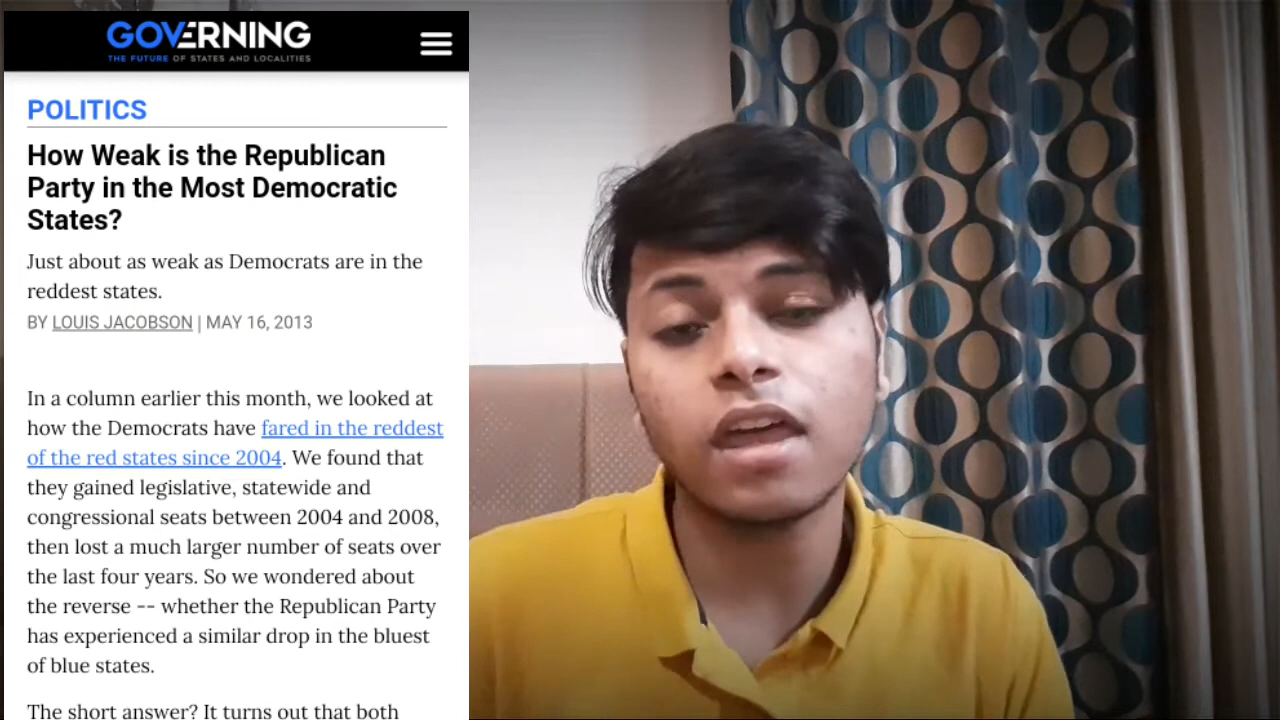 GOVERNING
THE FUTURE OF STATES AND LOCALITIES
POLITICS
How Weak is the Republican
Party in the Most Democratic
States?
Just about as weak as Democrats are in the
reddest states.
BY LOUIS JACOBSON | MAY 16, 2013
In a column earlier this month, we looked at
how the Democrats have fared in the reddest
of the red states since 2004. We found that
they gained legislative, statewide and
congressional seats between 2004 and 2008,
then lost a much larger number of seats over
the last four years. So we wondered about
the reverse -- whether the Republican Party
has experienced a similar drop in the bluest
of blue states.
The short answer? It turns out that both